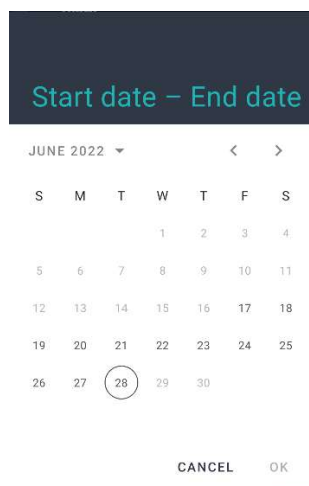 Start date – End date
JUNE 2022
S M T W T F S
1 2 3 4
5 6 7 8 9 10 11
12 13 14 15 16 17 18
19 20 21 22 23 24 25
26 27 28 29 30
CANCEL OK